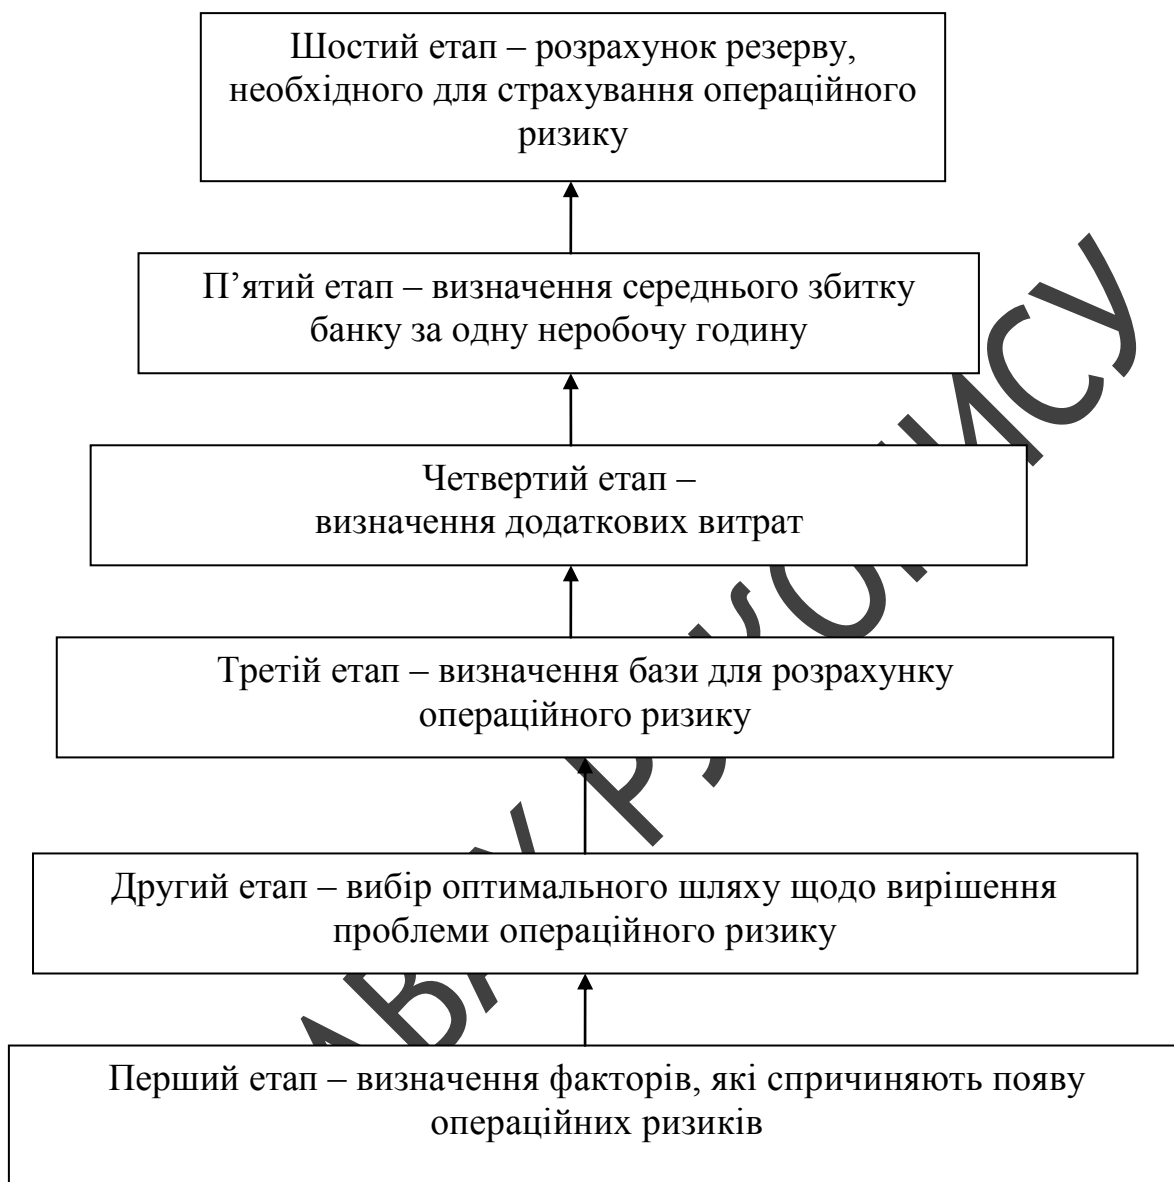 Шостий етап – розрахунок резерву,
необхідного для страхування операційного
ризику
П’ятий етап – визначення середнього збитку
банку за одну неробочу годину
Четвертий етап –
визначення додаткових витрат
Третій етап – визначення бази для розрахунку
операційного ризику
Другий етап – вибір оптимального шляху щодо вирішення
проблеми операційного ризику
Перший етап – визначення факторів, які спричиняють появу
операційних ризиків